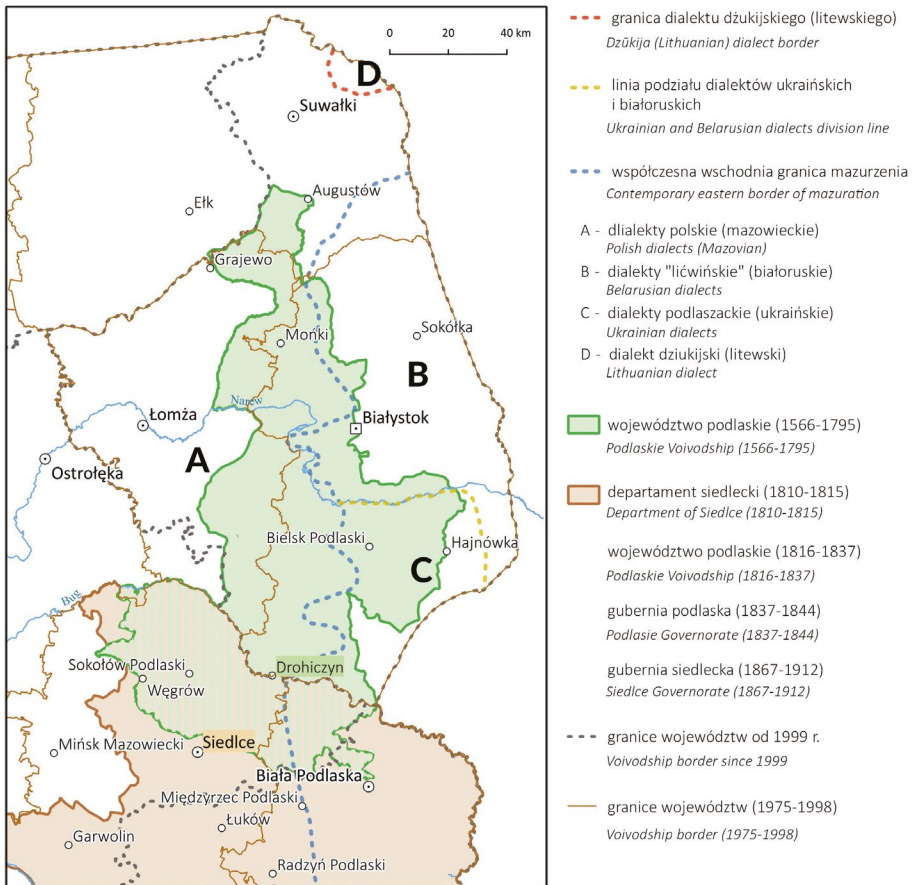 D
0 20 40 km
Suwałki
Augustów
Ełk
Grajewo
Mońki
Sokółka
B
Narew
Łomża
Białystok
A
Ostrołęka
Bielsk Podlaski
Hajnówka
C
Bug
Sokołów Podlaski
Drohiczyn
Węgrów
Mińsk Mazowiecki
Siedlce
Biała Podlaska
Międzyrzec Podlaski
Łuków
Garwolin
Radzyń Podlaski
granica dialektu dżukijskiego (litewskiego)
Dzūkija (Lithuanian) dialect border
linia podziału dialektów ukraińskich
i białoruskich
Ukrainian and Belarusian dialects division line
współczesna wschodnia granica mazurzenia
Contemporary eastern border of mazuration
A - dlialekty polskie (mazowieckie)
Polish dialects (Mazovian)
B - dialekty "lićwińskie" (białoruskie)
Belarusian dialects
C - dialekty podlaszackie (ukraińskie)
Ukrainian dialects
D - dialekt dziukijski (litewski)
Lithuanian dialect
województwo podlaskie (1566-1795)
Podlaskie Voivodship (1566-1795)
departament siedlecki (1810-1815)
Department of Siedlce (1810-1815)
województwo podlaskie (1816-1837)
Podlaskie Voivodship (1816-1837)
gubernia podlaska (1837-1844)
Podlasie Governorate (1837-1844)
gubernia siedlecka (1867-1912)
Siedlce Governorate (1867-1912)
granice województw od 1999 r.
Voivodship border since 1999
granice województw (1975-1998)
Voivodship border (1975-1998)